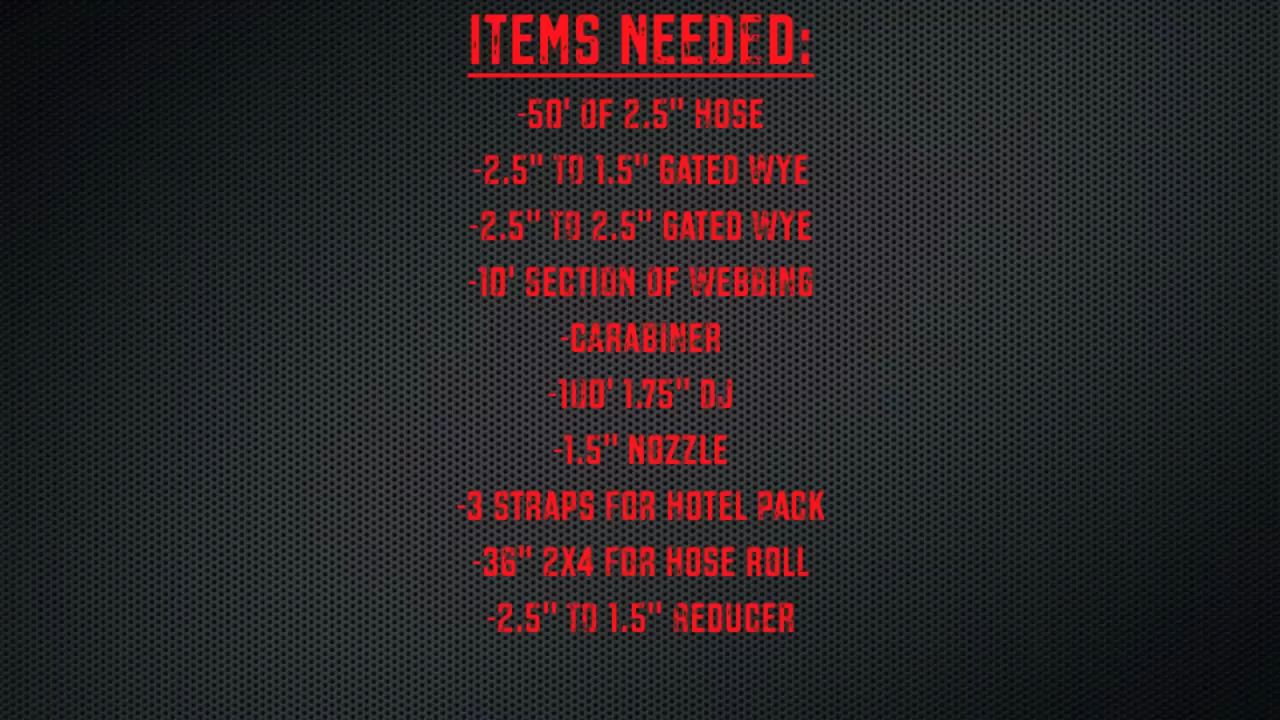 ITEMS NEEDED:
-50' OF 2.5" HOSE
-2.5" TO 1.5" GATED WYE
-2.5" TO 2.5" GATED WYE
-10' SECTION OF WEBBING
-CARABINER
-100' 1.75" DJ
-1.5" NOZZLE
-3 STRAPS FOR HOTEL PACK
-36" 2X4 FOR HOSE ROLL
-2.5" TO 1.5" REDUCER